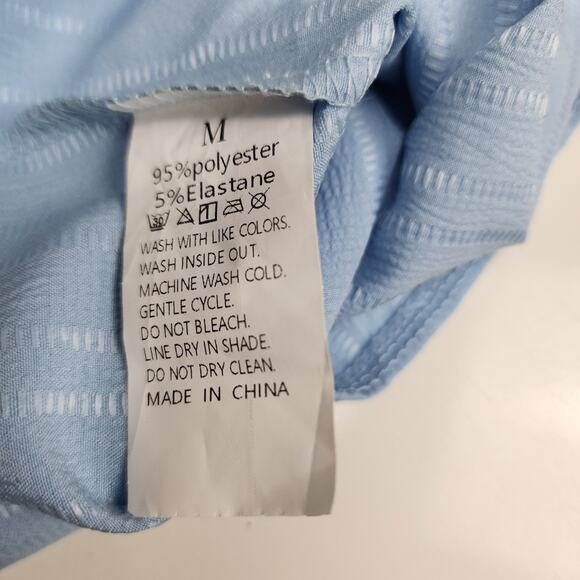 M
95%polyester
5%Elastane
30
WASH WITH LIKE COLORS.
WASH INSIDE OUT.
MACHINE WASH COLD.
GENTLE CYCLE.
DO NOT BLEACH.
LINE DRY IN SHADE.
DO NOT DRY CLEAN.
MADE IN CHINA